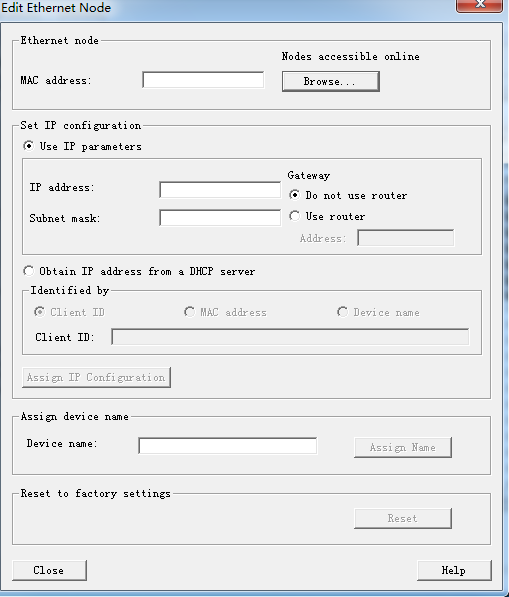 Edit Ethernet Node
Ethernet node
Nodes accessible online
MAC address:
Browse...
Set IP configuration
Use IP parameters
Gateway
IP address:
Do not use router
Subnet mask:
Use router
Address:
Obtain IP address from a DHCP server
Identified by
Client ID
MAC address
Device name
Client ID:
Assign IP Configuration
Assign device name
Device name:
Assign Name
Reset to factory settings
Reset
Close
Help